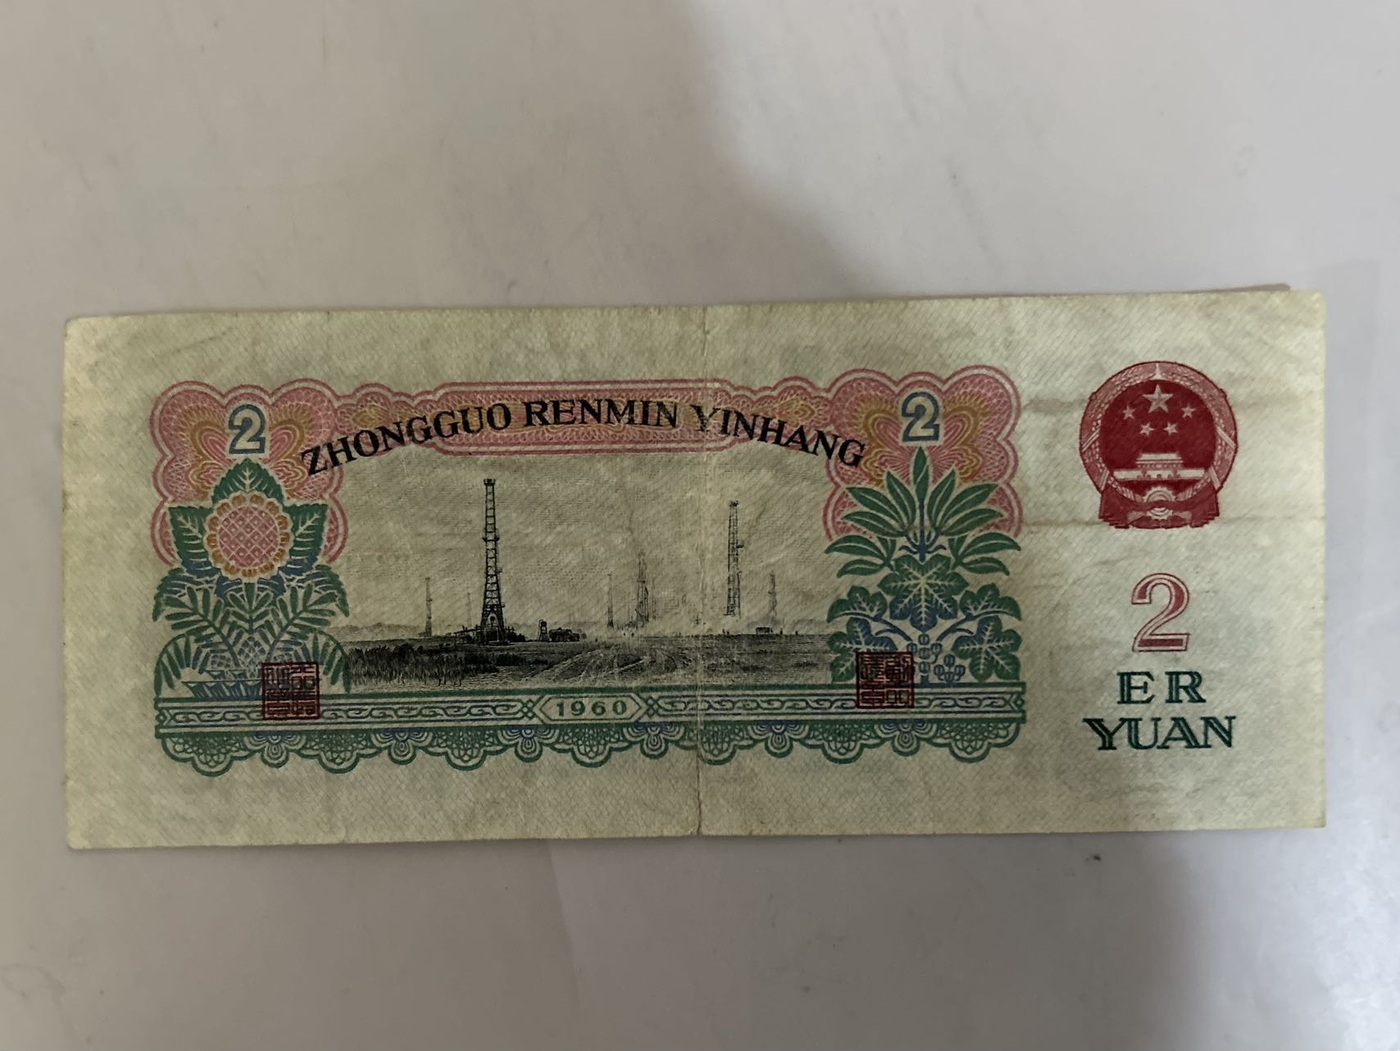 2
ZHONGGUO RENMIN YINHANG
2
2
ER
YUAN
1960